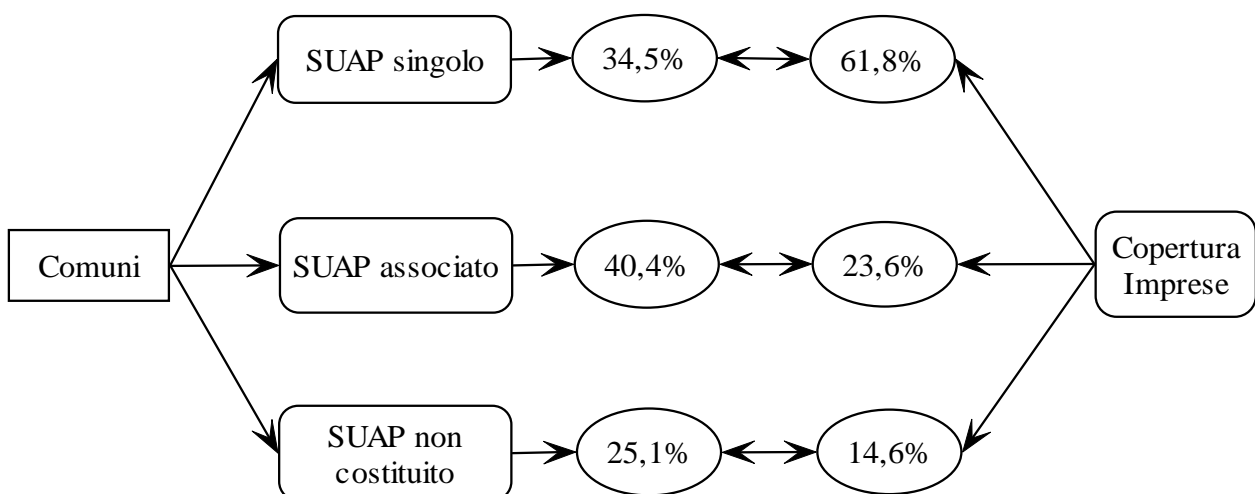 SUAP singolo
34,5%
61,8%
Comuni
SUAP associato
40,4%
23,6%
Copertura
Imprese
SUAP non
costituito
25,1%
14,6%